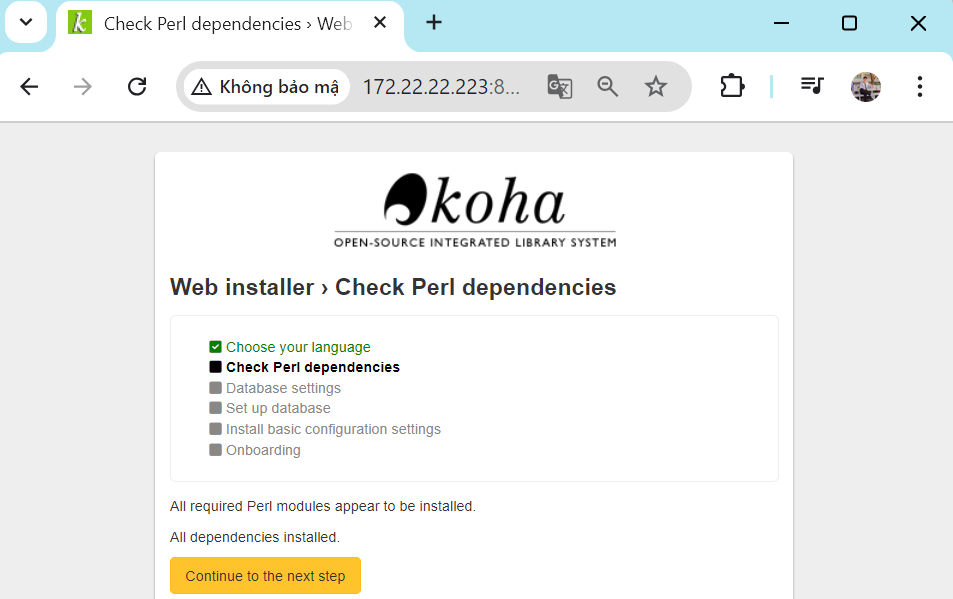 Check Perl dependencies › Web
Không bảo mậ
172.22.22.223:8...
koha
OPEN-SOURCE INTEGRATED LIBRARY SYSTEM
Web installer › Check Perl dependencies
Choose your language
Check Perl dependencies
Database settings
Set up database
Install basic configuration settings
Onboarding
All required Perl modules appear to be installed.
All dependencies installed.
Continue to the next step